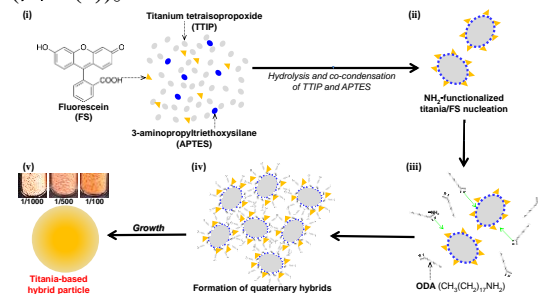 (i)
Titanium tetraisopropoxide
(TTIP)
HO
O
O
COOH
Fluorescein
(FS)
3-aminopropyltriethoxysilane
(APTES)
Hydrolysis and co-condensation
of TTIP and APTES
(ii)
NH2-functionalized
titania/FS nucleation
(iii)
ODA (CH3(CH2)17NH2)
(iv)
Formation of quaternary hybrids
Growth
(v)
1/1000 1/500 1/100
Titania-based
hybrid particle